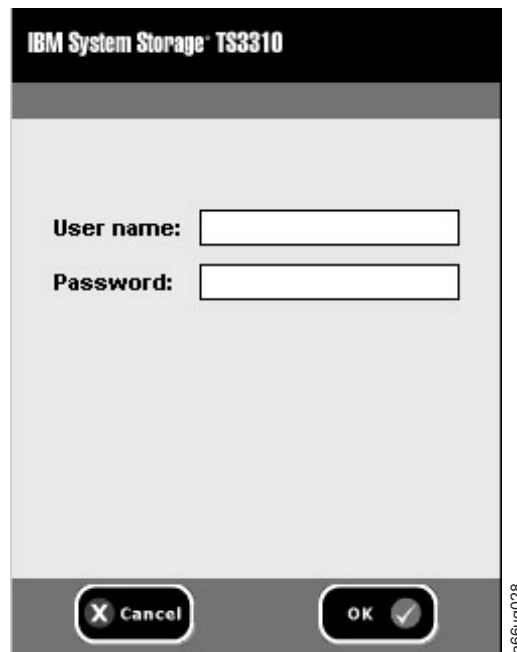 IBM System Storage® TS3310
User name:
Password:
X Cancel
OK
a66ug028